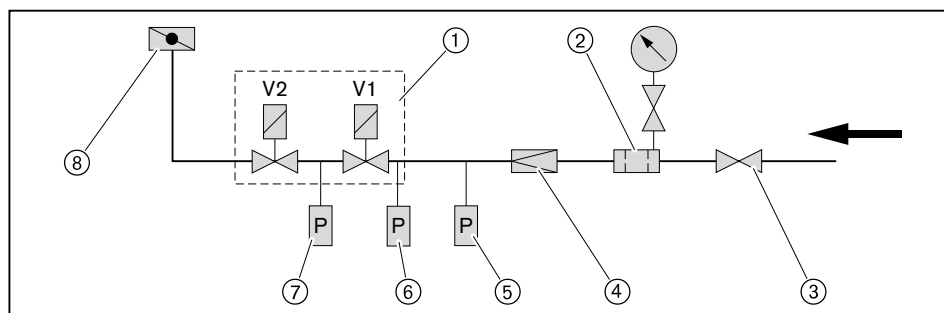 ① ②
V2 V1
⑧
P P P
⑦ ⑥ ⑤ ④ ③